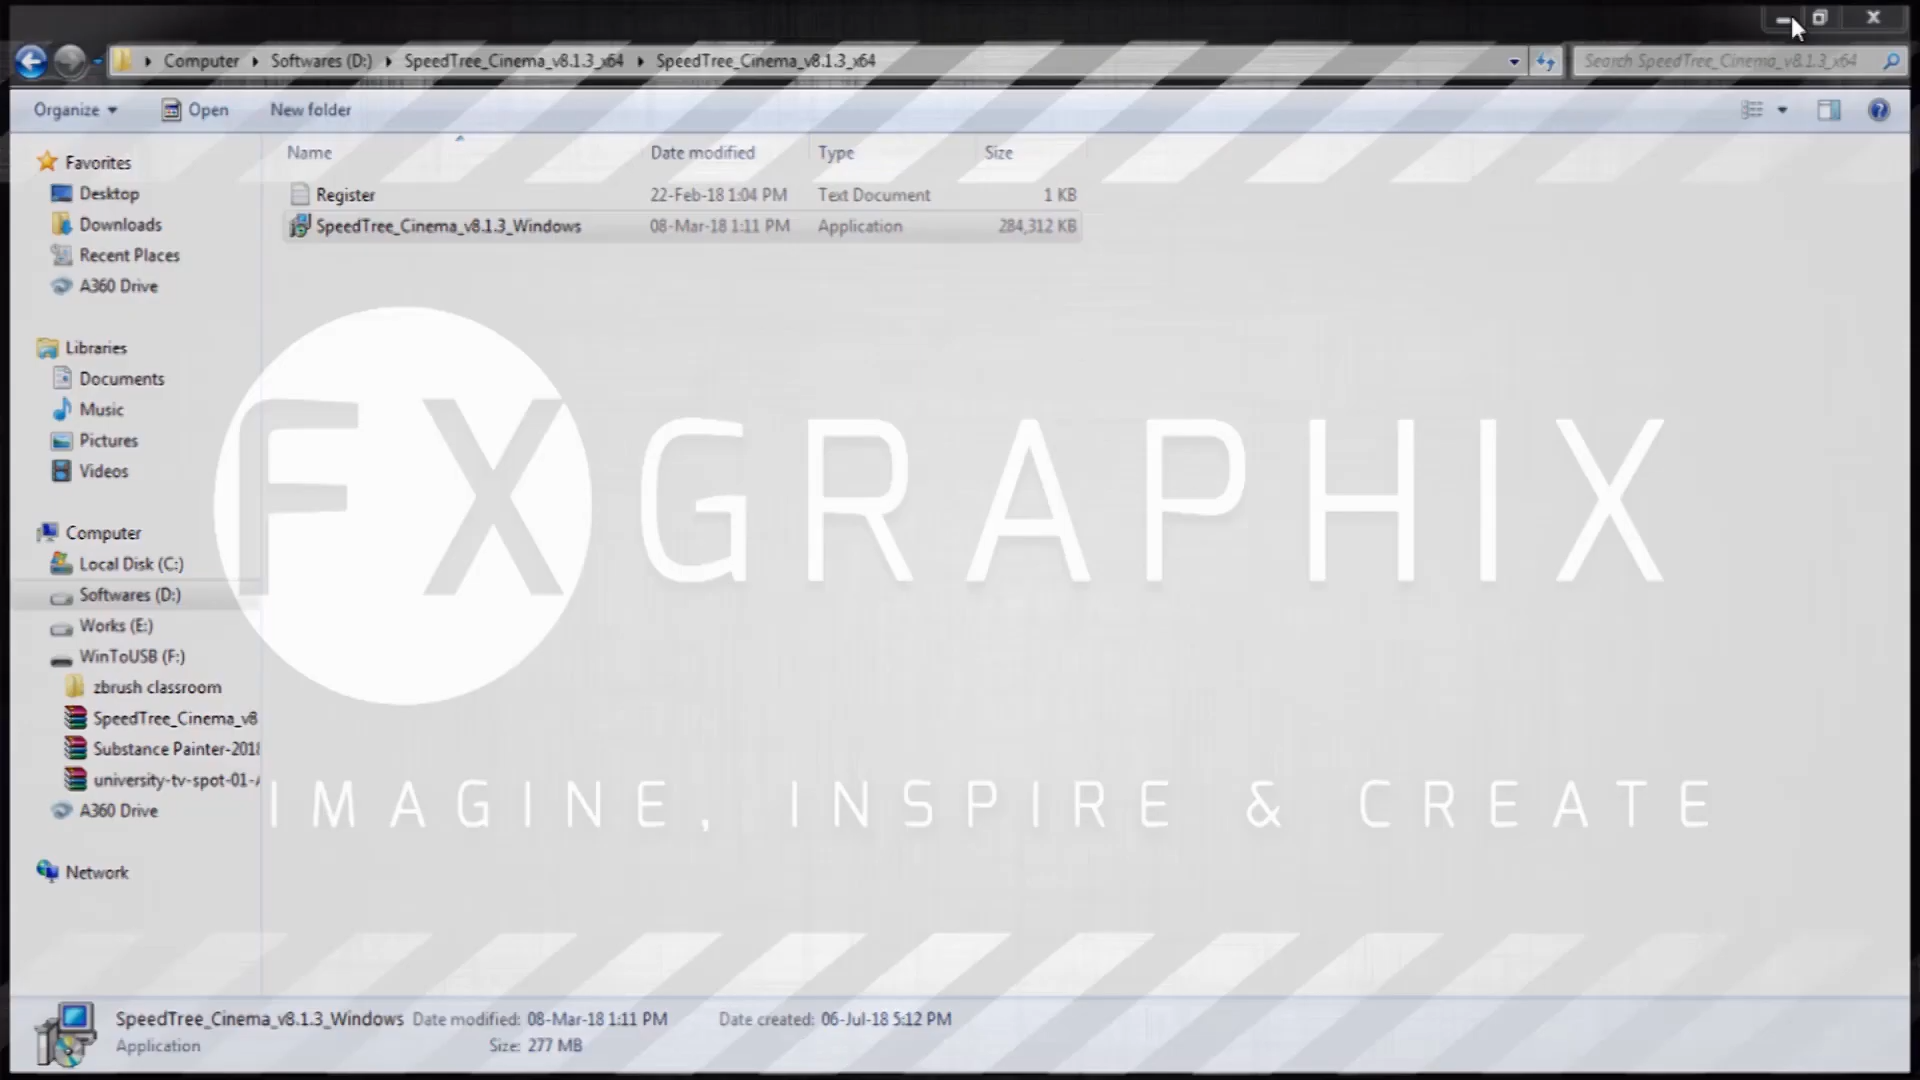 Computer Softwares (D:) SpeedTree_Cinema_v8.1.3_x64 SpeedTree_Cinema_v8.1.3_x64
Search SpeedTree_Cinema_v8.1.3_x64
Organize Open New folder
Name Date modified Type Size
Register 22-Feb-18 1:04 PM Text Document 1 KB
SpeedTree_Cinema_v8.1.3_Windows 08-Mar-18 1:11 PM Application 284,312 KB
Favorites
Desktop
Downloads
Recent Places
A360 Drive
Libraries
Documents
Music
Pictures
Videos
Computer
Local Disk (C:)
Softwares (D:)
Works (E:)
WinToUSB (F:)
zbrush classroom
SpeedTree_Cinema_v8
Substance Painter-2018
university-tv-spot-01-A
A360 Drive
Network
FX GRAPHIX
IMAGINE, INSPIRE & CREATE
SpeedTree_Cinema_v8.1.3_Windows Date modified: 08-Mar-18 1:11 PM Date created: 06-Jul-18 5:12 PM
Application Size: 277 MB